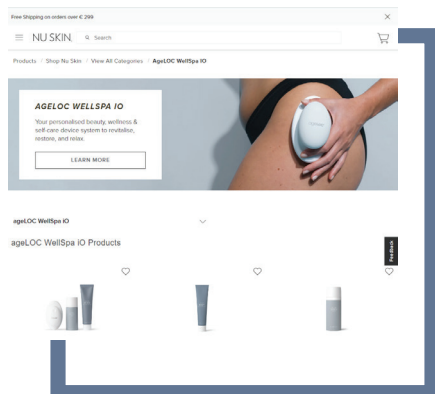 Free Shipping on orders over € 299
NU SKIN.
Search
Products / Shop Nu Skin / View All Categories / AgeLOC WellSpa IO
AGELOC WELLSPA IO
Your personalised beauty, wellness &
self-care device system to revitalise,
restore, and relax.
LEARN MORE
ageLOC WellSpa iO
ageLOC WellSpa iO Products
Feedback